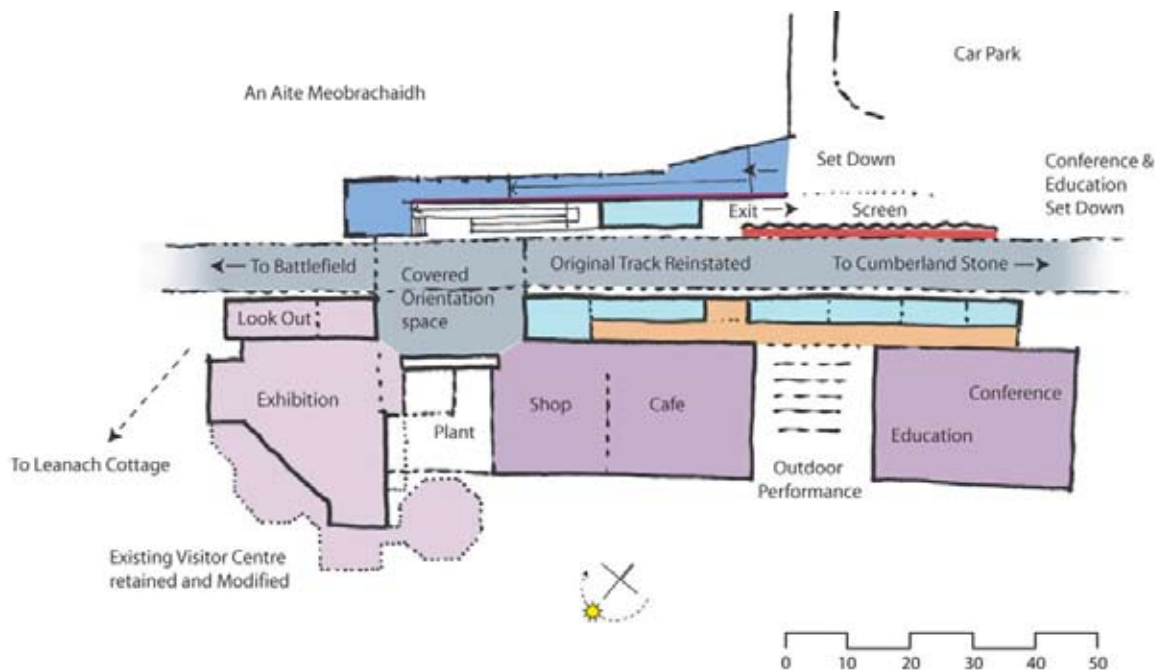 Car Park
An Aite Meobrachaidh
Set Down
Conference &
Education
Set Down
Exit
Screen
To Battlefield
Covered
Orientation
space
Original Track Reinstated
To Cumberland Stone
Look Out
Exhibition
Shop
Cafe
Conference
Plant
Education
To Leanach Cottage
Outdoor
Performance
Existing Visitor Centre
retained and Modified
0 10 20 30 40 50